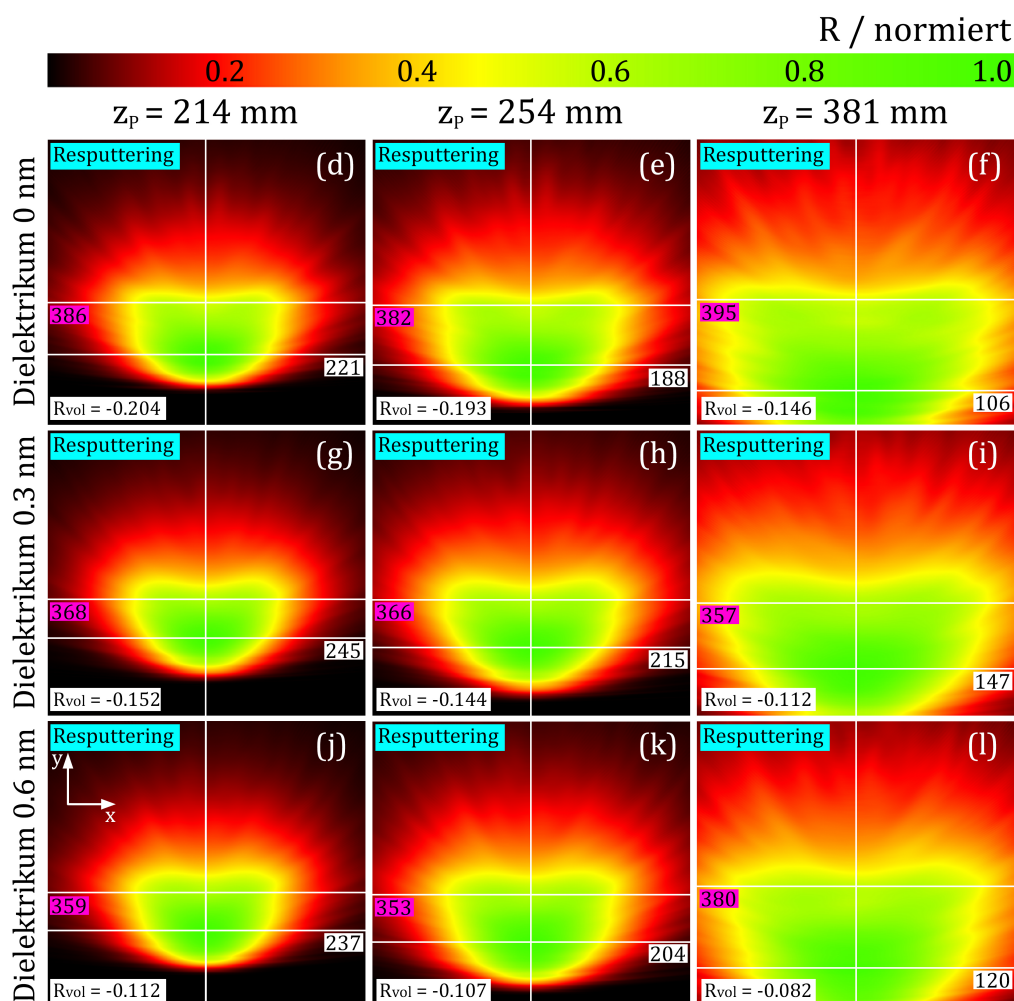 R / normiert
0.2 0.4 0.6 0.8 1.0
zP = 214 mm zP = 254 mm zP = 381 mm
Dielektrikum 0 nm
Resputtering (d)
386
221
Rvol = -0.204
Resputtering (e)
382
188
Rvol = -0.193
Resputtering (f)
395
106
Rvol = -0.146
Dielektrikum 0.3 nm
Resputtering (g)
368
245
Rvol = -0.152
Resputtering (h)
366
215
Rvol = -0.144
Resputtering (i)
357
147
Rvol = -0.112
Dielektrikum 0.6 nm
Resputtering (j)
y
x
359
237
Rvol = -0.112
Resputtering (k)
353
204
Rvol = -0.107
Resputtering (l)
380
120
Rvol = -0.082